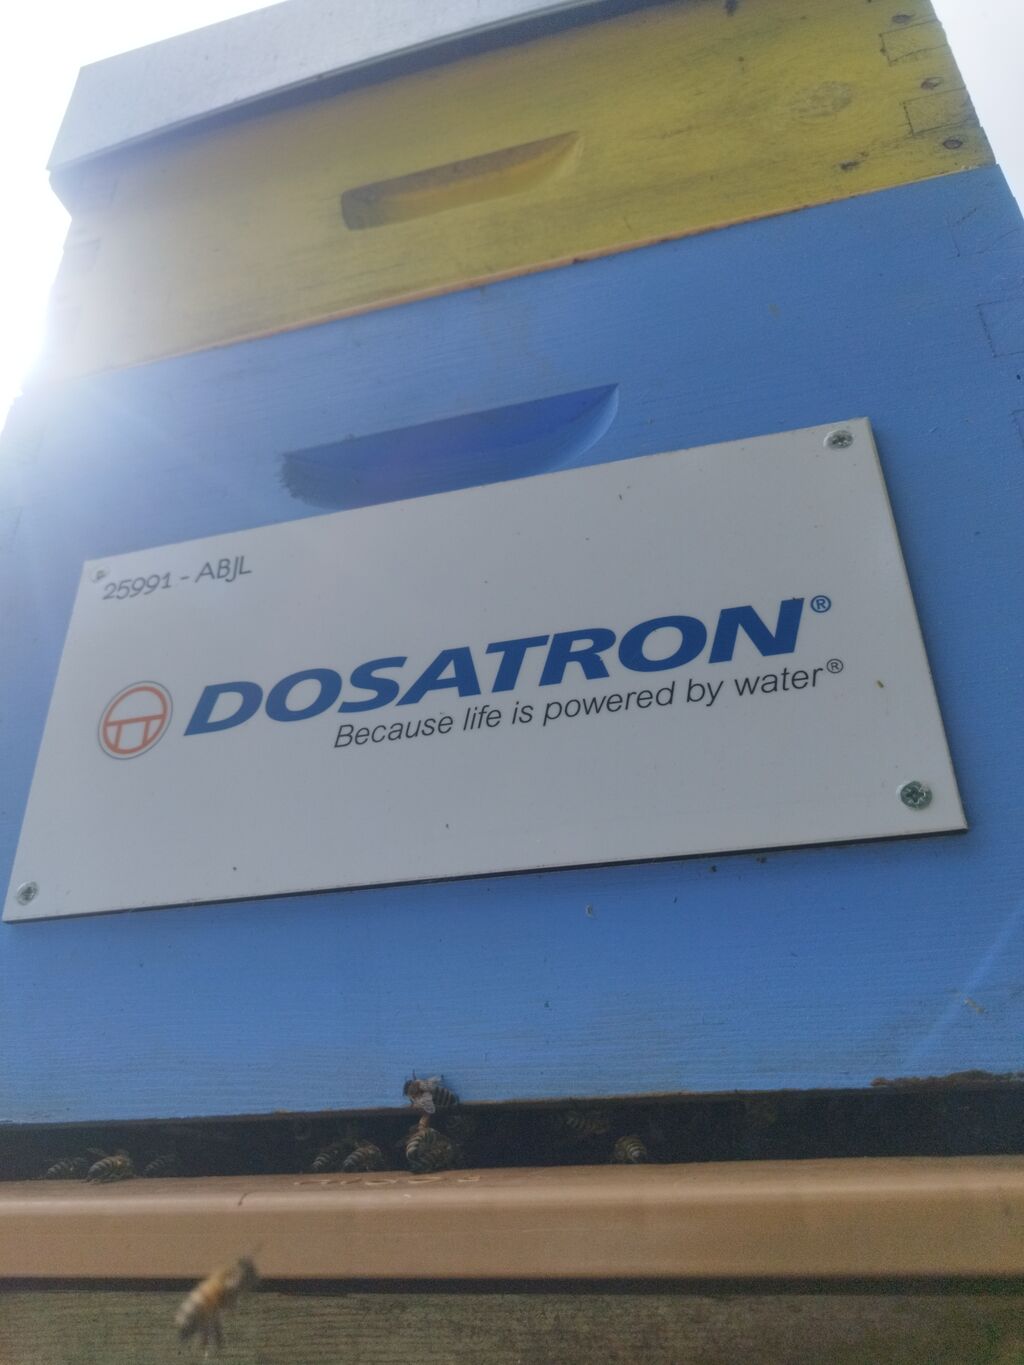 25991 - ABJL
DOSATRON®
Because life is powered by water®